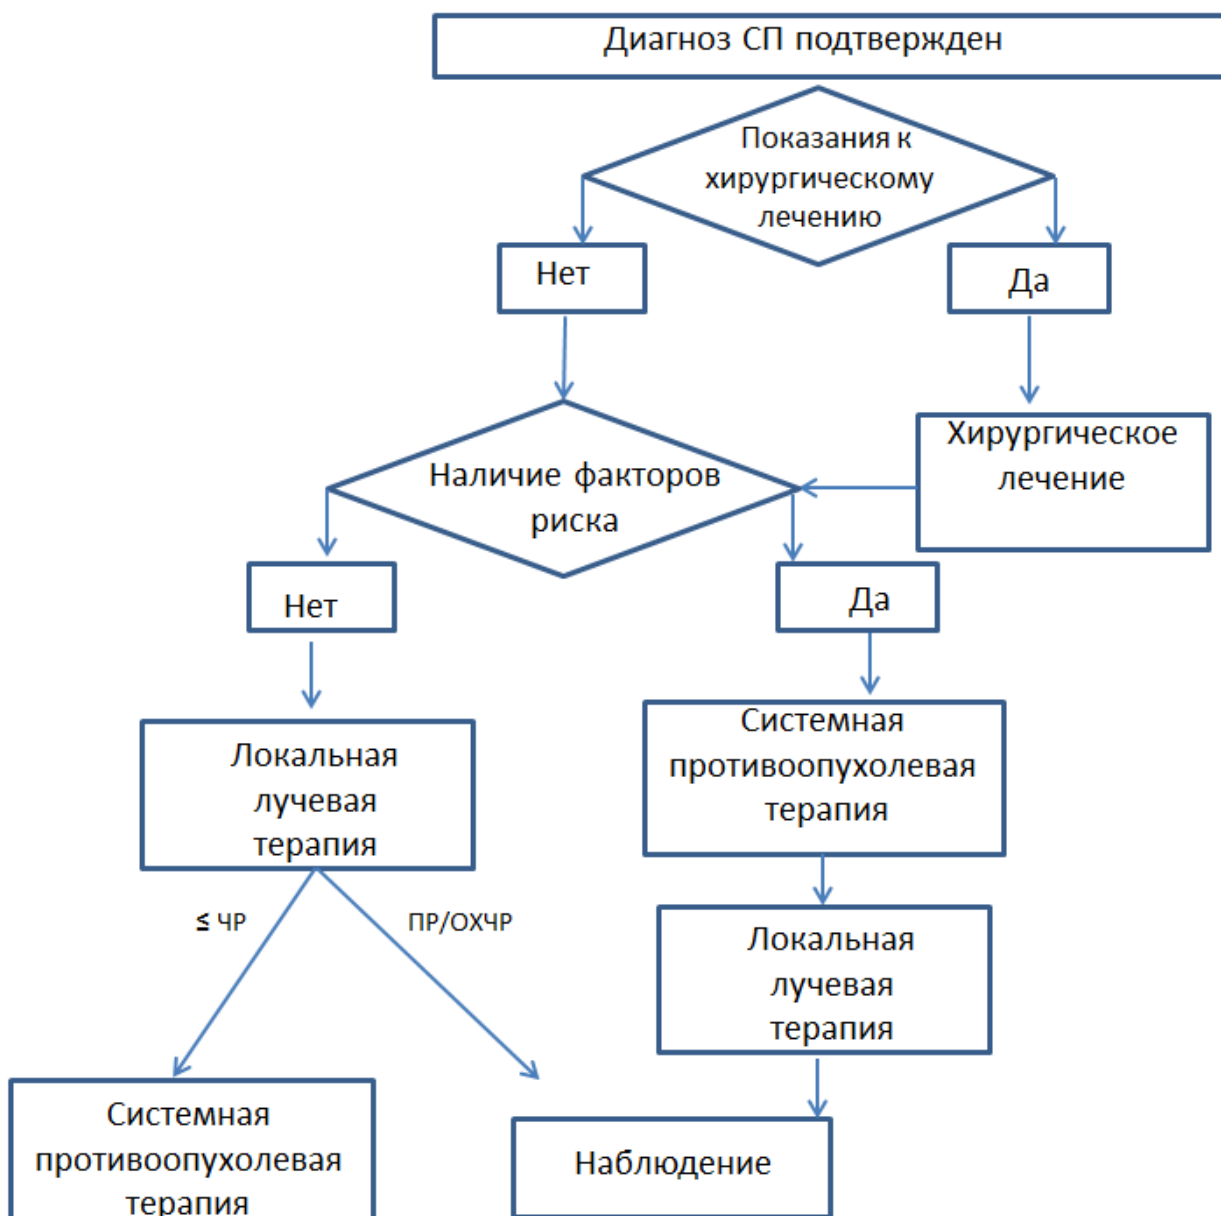 Диагноз СП подтвержден
Показания к
хирургическому
лечению
Нет
Да
Хирургическое
лечение
Наличие факторов
риска
Нет
Да
Системная
противоопухолевая
терапия
Локальная
лучевая
терапия
≤ ЧР
ПР/ОХЧР
Локальная
лучевая
терапия
Системная
противоопухолевая
терапия
Наблюдение